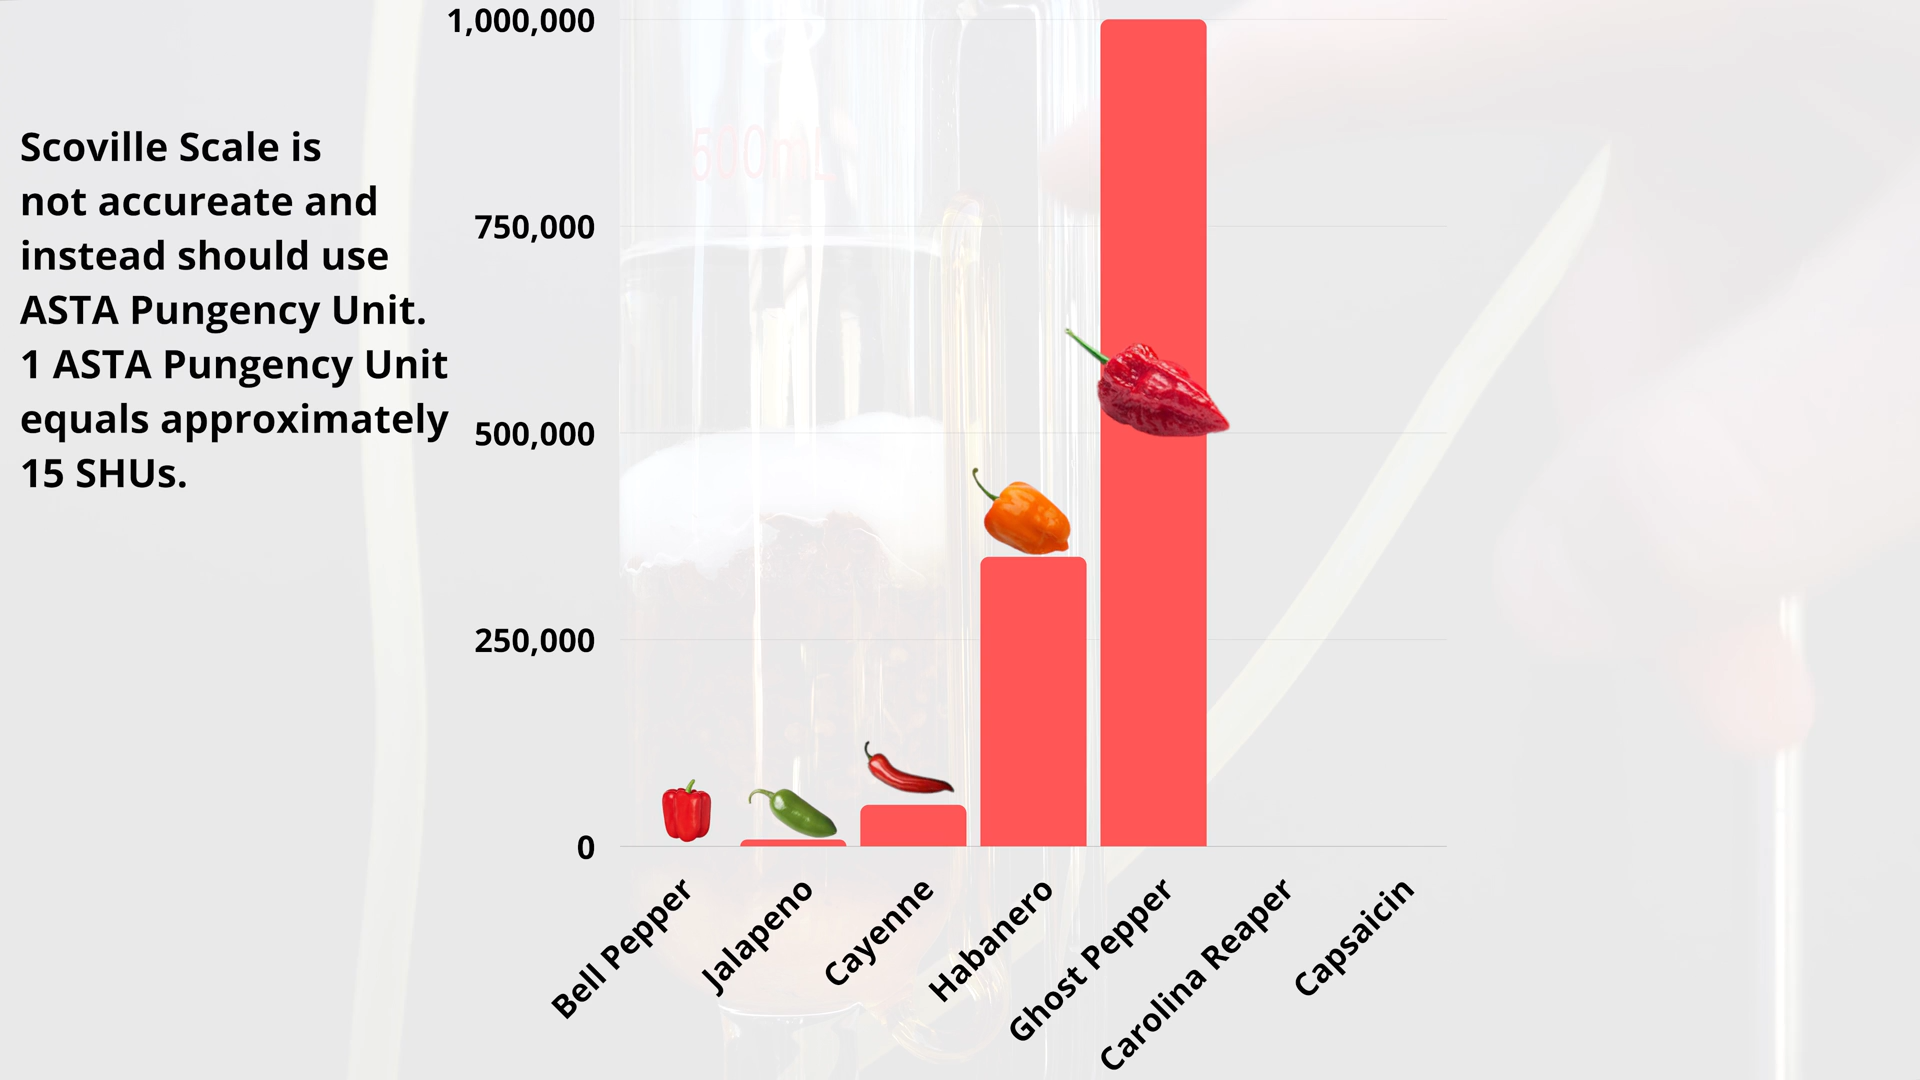 Scoville Scale is
not accureate and
instead should use
ASTA Pungency Unit.
1 ASTA Pungency Unit
equals approximately
15 SHUs.
1,000,000
750,000
500,000
250,000
0
500mL
Bell Pepper
Jalapeno
Cayenne
Habanero
Ghost Pepper
Carolina Reaper
Capsaicin